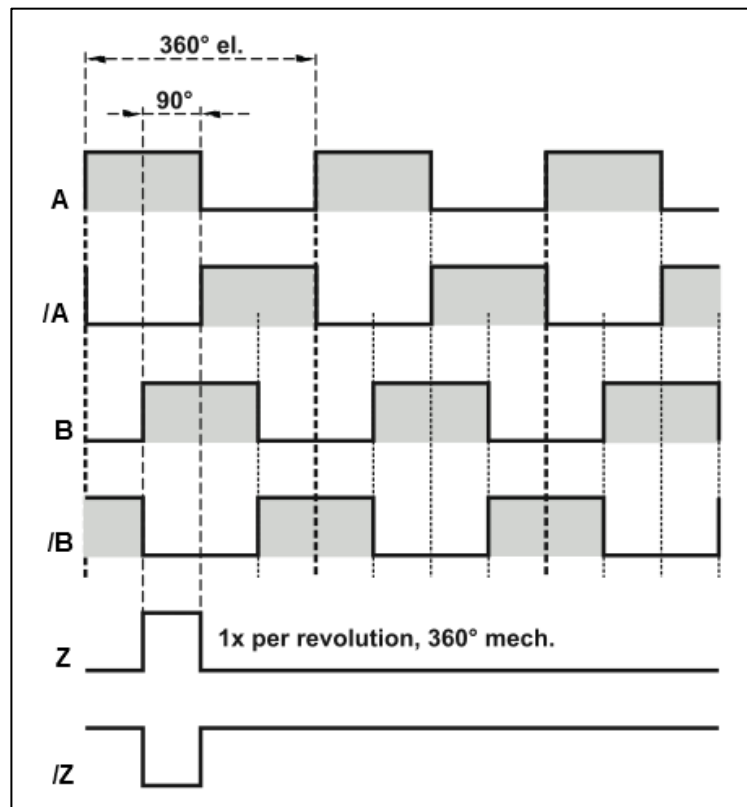 360° el.
90°
A
/A
B
/B
1x per revolution, 360° mech.
Z
/Z